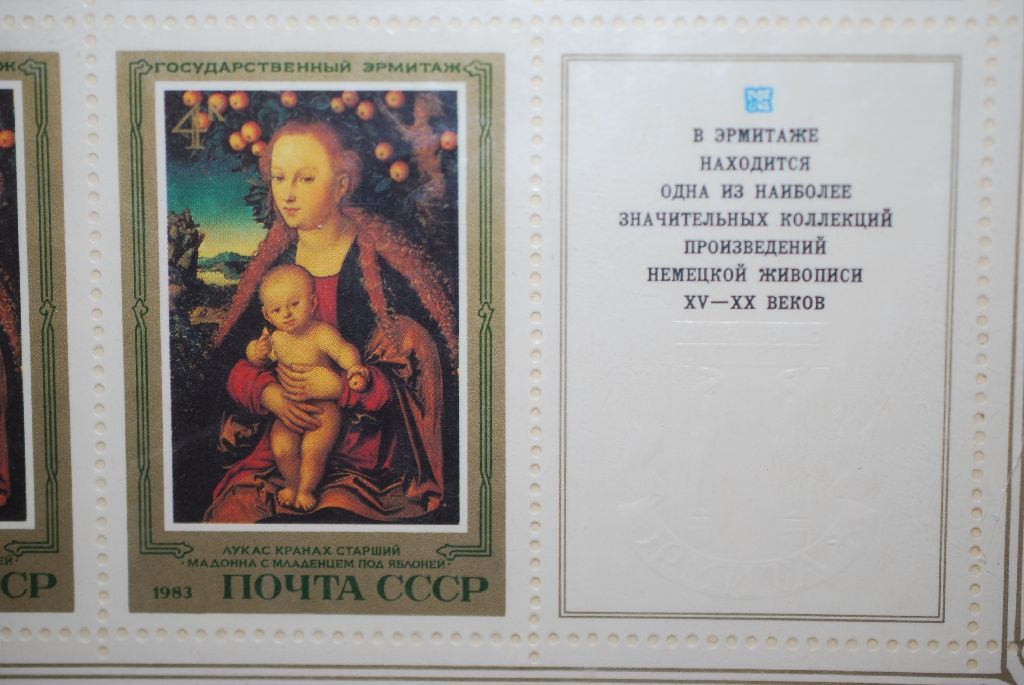 ГОСУДАРСТВЕННЫЙ ЭРМИТАЖ
4К
ЛУКАС КРАНАХ СТАРШИЙ
·МАДОННА С МЛАДЕНЦЕМ ПОД ЯБЛОНЕЙ·
1983 ПОЧТА СССР
В ЭРМИТАЖЕ
НАХОДИТСЯ
ОДНА ИЗ НАИБОЛЕЕ
ЗНАЧИТЕЛЬНЫХ КОЛЛЕКЦИЙ
ПРОИЗВЕДЕНИЙ
НЕМЕЦКОЙ ЖИВОПИСИ
XV—XX ВЕКОВ